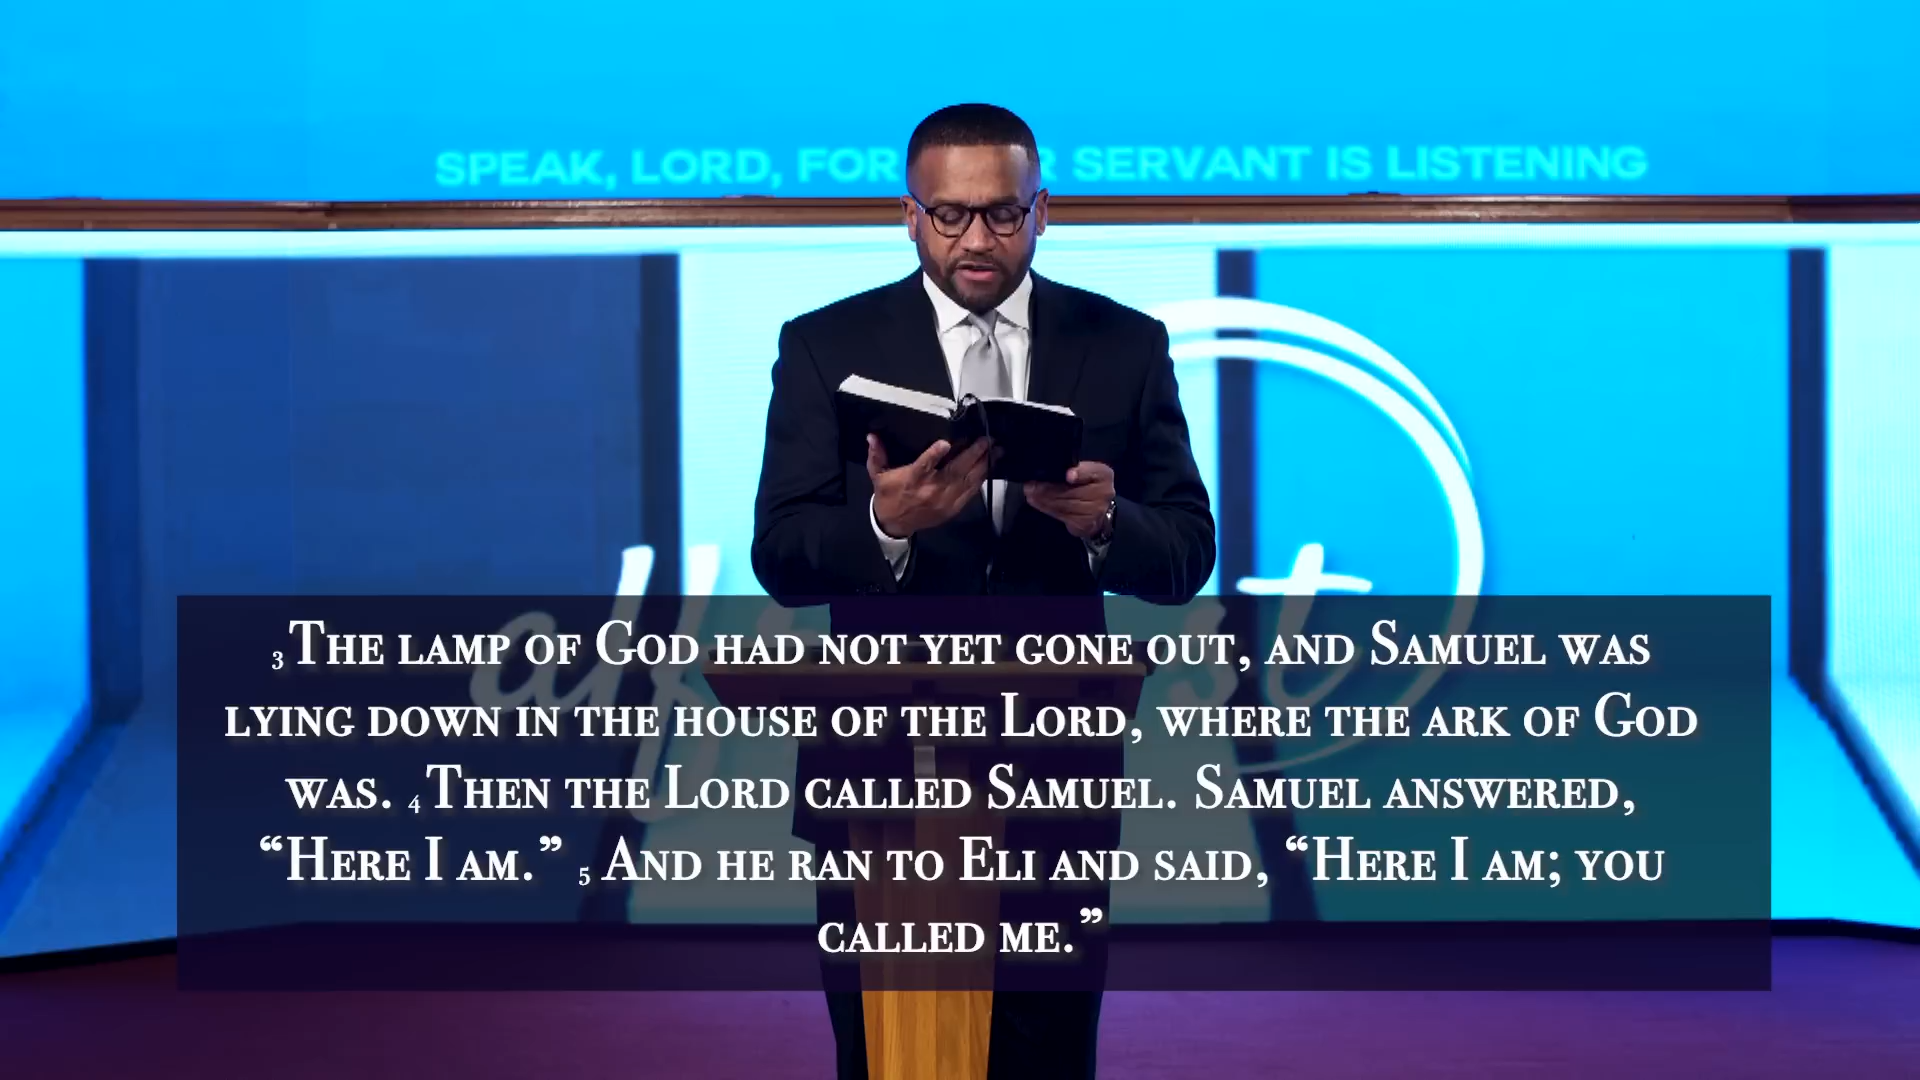 SPEAK, LORD, FOR SERVANT IS LISTENING
3 The lamp of God had not yet gone out, and Samuel was
lying down in the house of the Lord, where the ark of God
was. 4 Then the Lord called Samuel. Samuel answered,
“Here I am.” 5 And he ran to Eli and said, “Here I am; you
called me.”